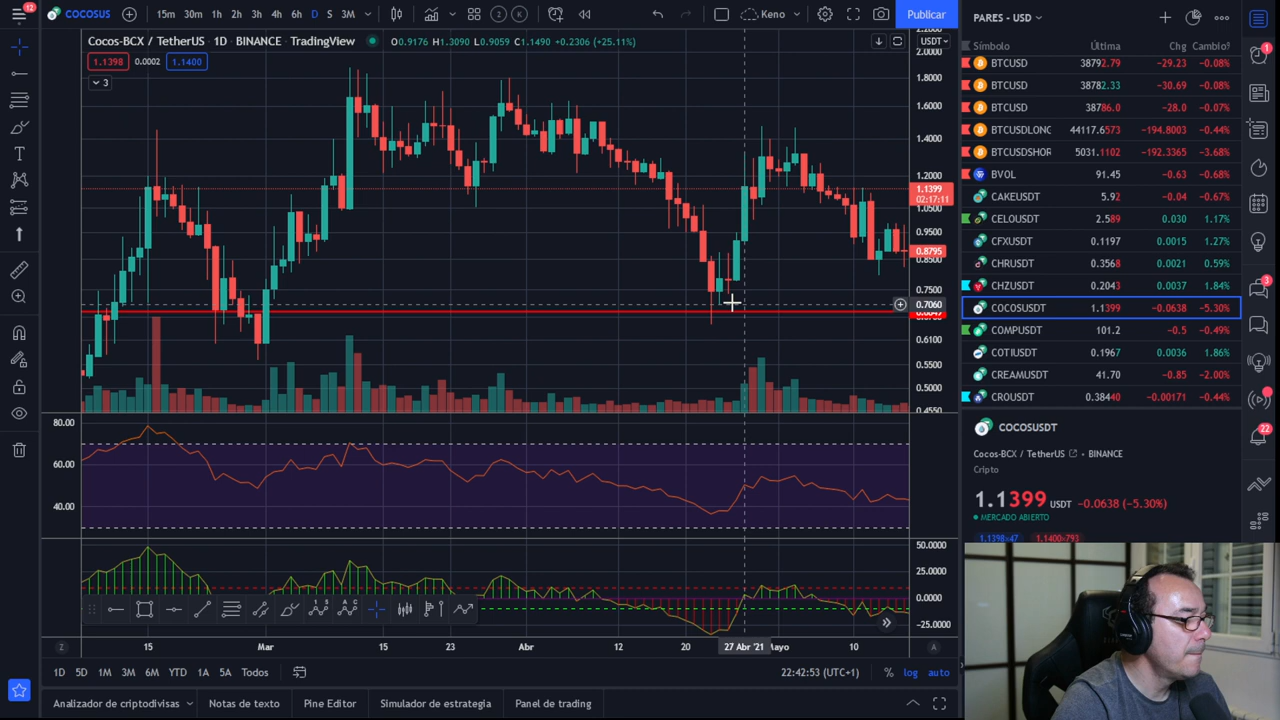 12
COCOSUS
15m 30m 1h 2h 3h 4h 6h D S 3M
2 K
Keno
Publicar
PARES - USD
Cocos-BCX / TetherUS · 1D · BINANCE · TradingView
O0.9176 H1.3090 L0.9059 C1.1490 +0.2306 (+25.11%)
USDT
1.1398 0.0002 1.1400
3
2.0000
1.8000
1.6000
1.4000
1.2000
1.1399
02:17:11
1.0500
0.9500
0.8795
0.8500
0.7500
0.7060
0.6100
0.5500
0.5000
0.4550
80.00
60.00
40.00
50.0000
25.0000
0.0000
−25.0000
Z 15 Mar 15 23 Abr 12 20 27 Abr '21 Mayo 10 A
1D 5D 1M 3M 6M YTD 1A 5A Todos
22:42:53 (UTC+1) % log auto
Analizador de criptodivisas Notas de texto Pine Editor Simulador de estrategia Panel de trading
Símbolo Última Chg Cambio%
BTCUSD 38792.79 −29.23 −0.08%
BTCUSD 38782.33 −30.69 −0.08%
BTCUSD 38786.0 −28.0 −0.07%
BTCUSDLONG 44117.6573 −194.8003 −0.44%
BTCUSDSHOR 5031.1102 −192.3365 −3.68%
BVOL 91.45 −0.63 −0.68%
CAKEUSDT 5.92 −0.04 −0.67%
CELOUSDT 2.589 0.030 1.17%
CFXUSDT 0.1197 0.0015 1.27%
CHRUSDT 0.3568 0.0021 0.59%
CHZUSDT 0.2043 0.0037 1.84%
COCOSUSDT 1.1399 −0.0638 −5.30%
COMPUSDT 101.2 −0.5 −0.49%
COTIUSDT 0.1967 0.0036 1.86%
CREAMUSDT 41.70 −0.85 −2.00%
CROUSDT 0.38440 −0.00171 −0.44%
COCOSUSDT
Cocos-BCX / TetherUS • BINANCE
Cripto
1.1399 USDT −0.0638 (−5.30%)
MERCADO ABIERTO
1.1398×47 1.1400×793
1
3
22